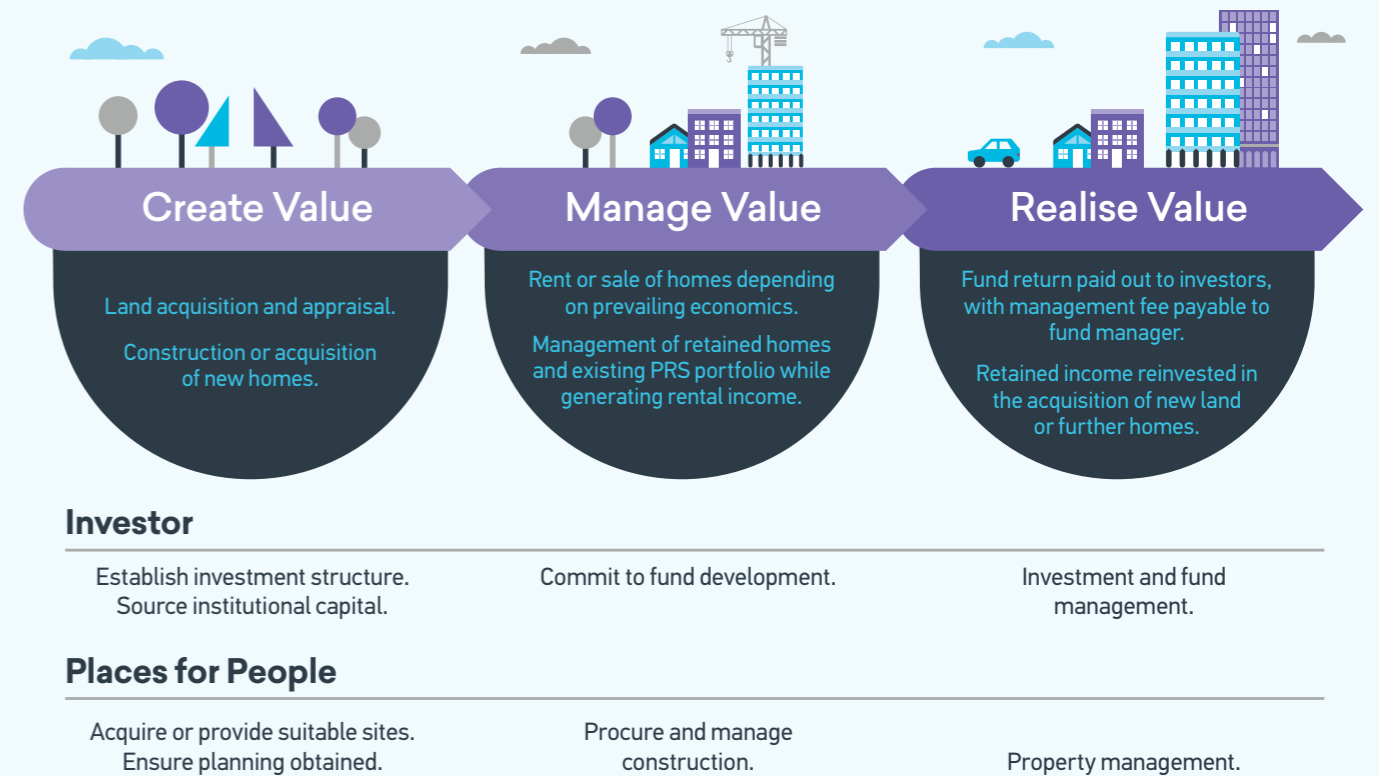 Create Value
Manage Value
Realise Value
Land acquisition and appraisal.
Construction or acquisition
of new homes.
Rent or sale of homes depending
on prevailing economics.
Management of retained homes
and existing PRS portfolio while
generating rental income.
Fund return paid out to investors,
with management fee payable to
fund manager.
Retained income reinvested in
the acquisition of new land
or further homes.
Investor
Establish investment structure.
Source institutional capital.
Commit to fund development.
Investment and fund
management.
Places for People
Acquire or provide suitable sites.
Ensure planning obtained.
Procure and manage
construction.
Property management.